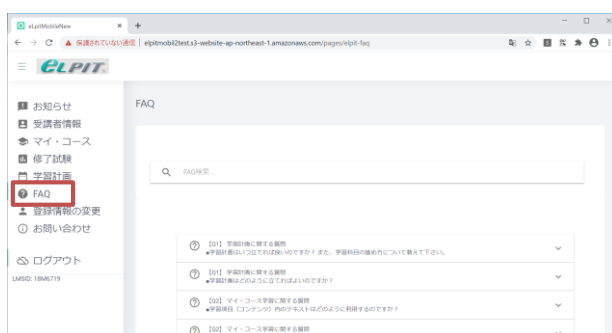 eLpitMobileNew
保護されていない通信 | elpitmobil2test.s3-website-ap-northeast-1.amazonaws.com/pages/elpit-faq
eLPIT
お知らせ
受講者情報
マイ・コース
修了試験
学習計画
FAQ
登録情報の変更
お問い合わせ
ログアウト
LMSID: 18M6719
FAQ
FAQ検索...
【Q1】 学習計画に関する質問
●学習計画はいつ立てれば良いのですか？また、学習科目の進め方について教えて下さい。
【Q1】 学習計画に関する質問
●学習計画はどのように立てればよいのですか？
【Q2】 マイ・コース学習に関する質問
●学習項目（コンテンツ）内のテキストはどのように利用するのですか？
【Q2】 マイ・コース学習に関する質問